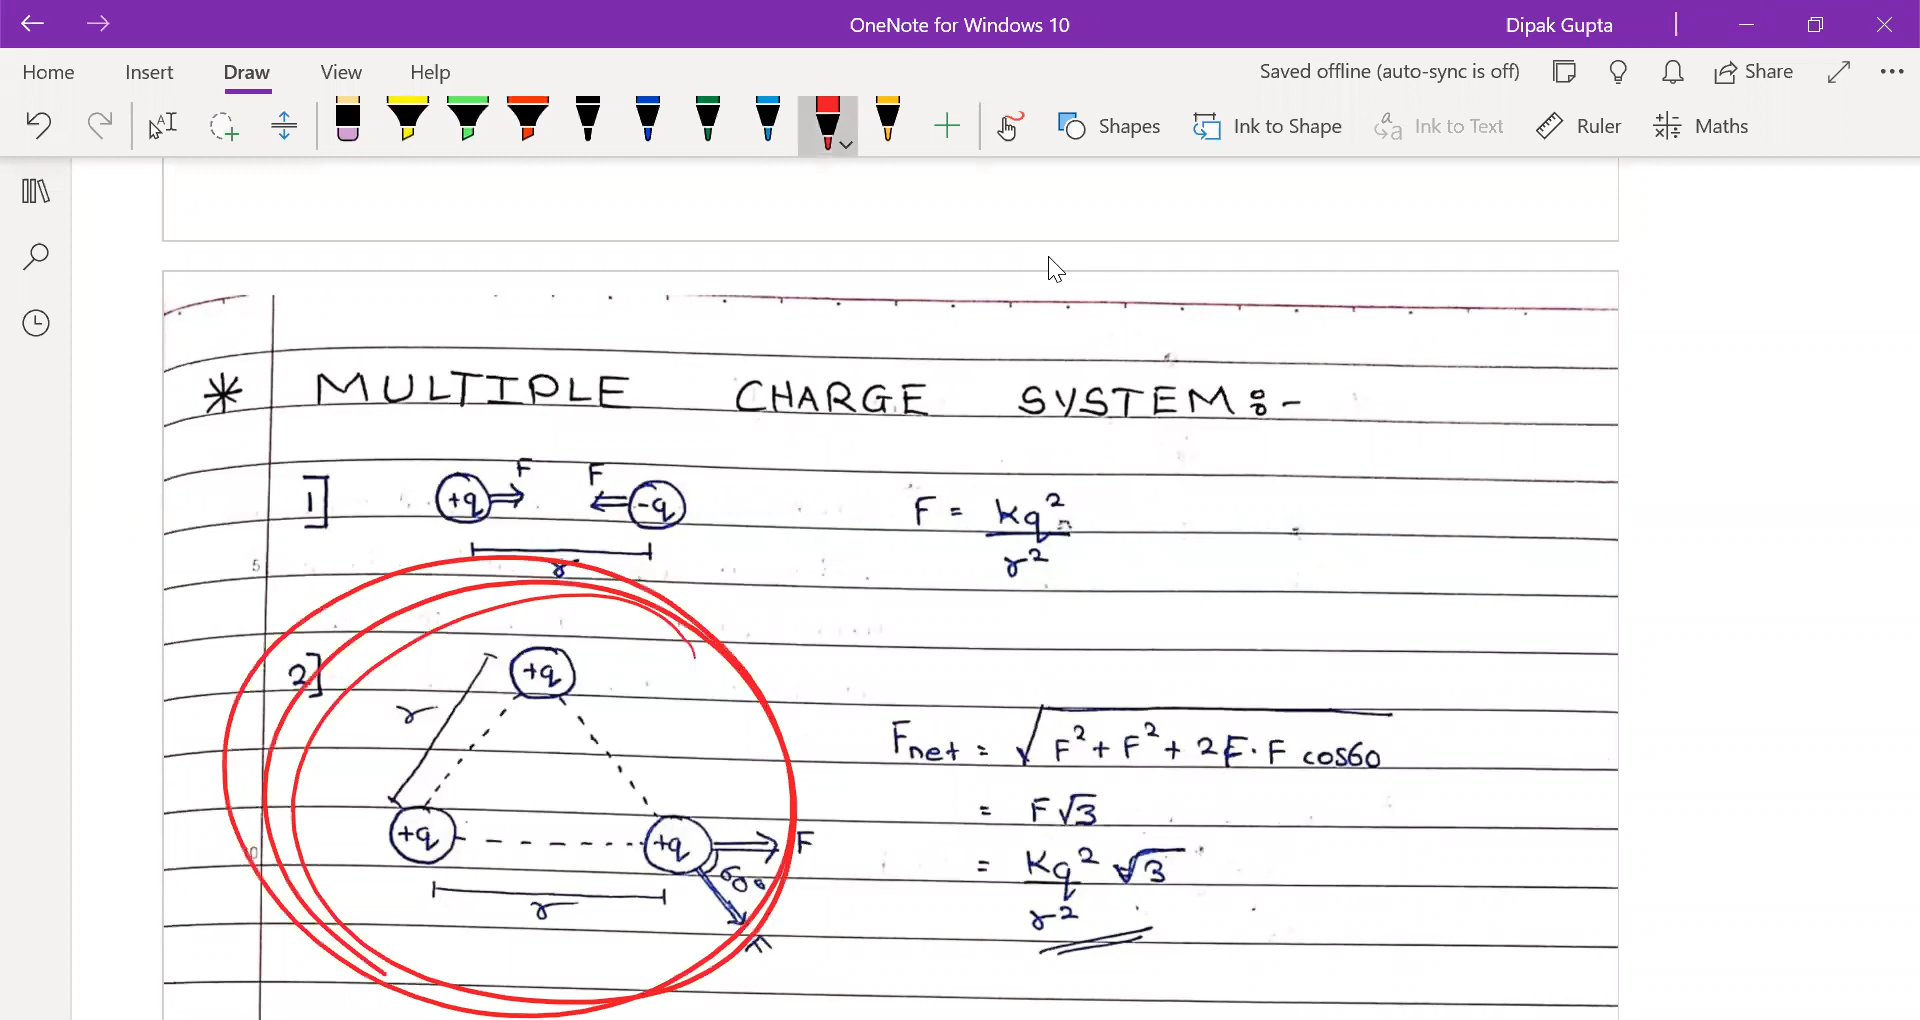 OneNote for Windows 10
Dipak Gupta
Home Insert Draw View Help
Saved offline (auto-sync is off) Share
Shapes Ink to Shape Ink to Text Ruler Maths
* MULTIPLE CHARGE SYSTEM:-
1] +q F F -q F = kq²/r²
r
5
2] +q
r
Fnet = √F² + F² + 2F·F cos60
= F√3
+q +q F
60°
= kq²/r² √3
r
F